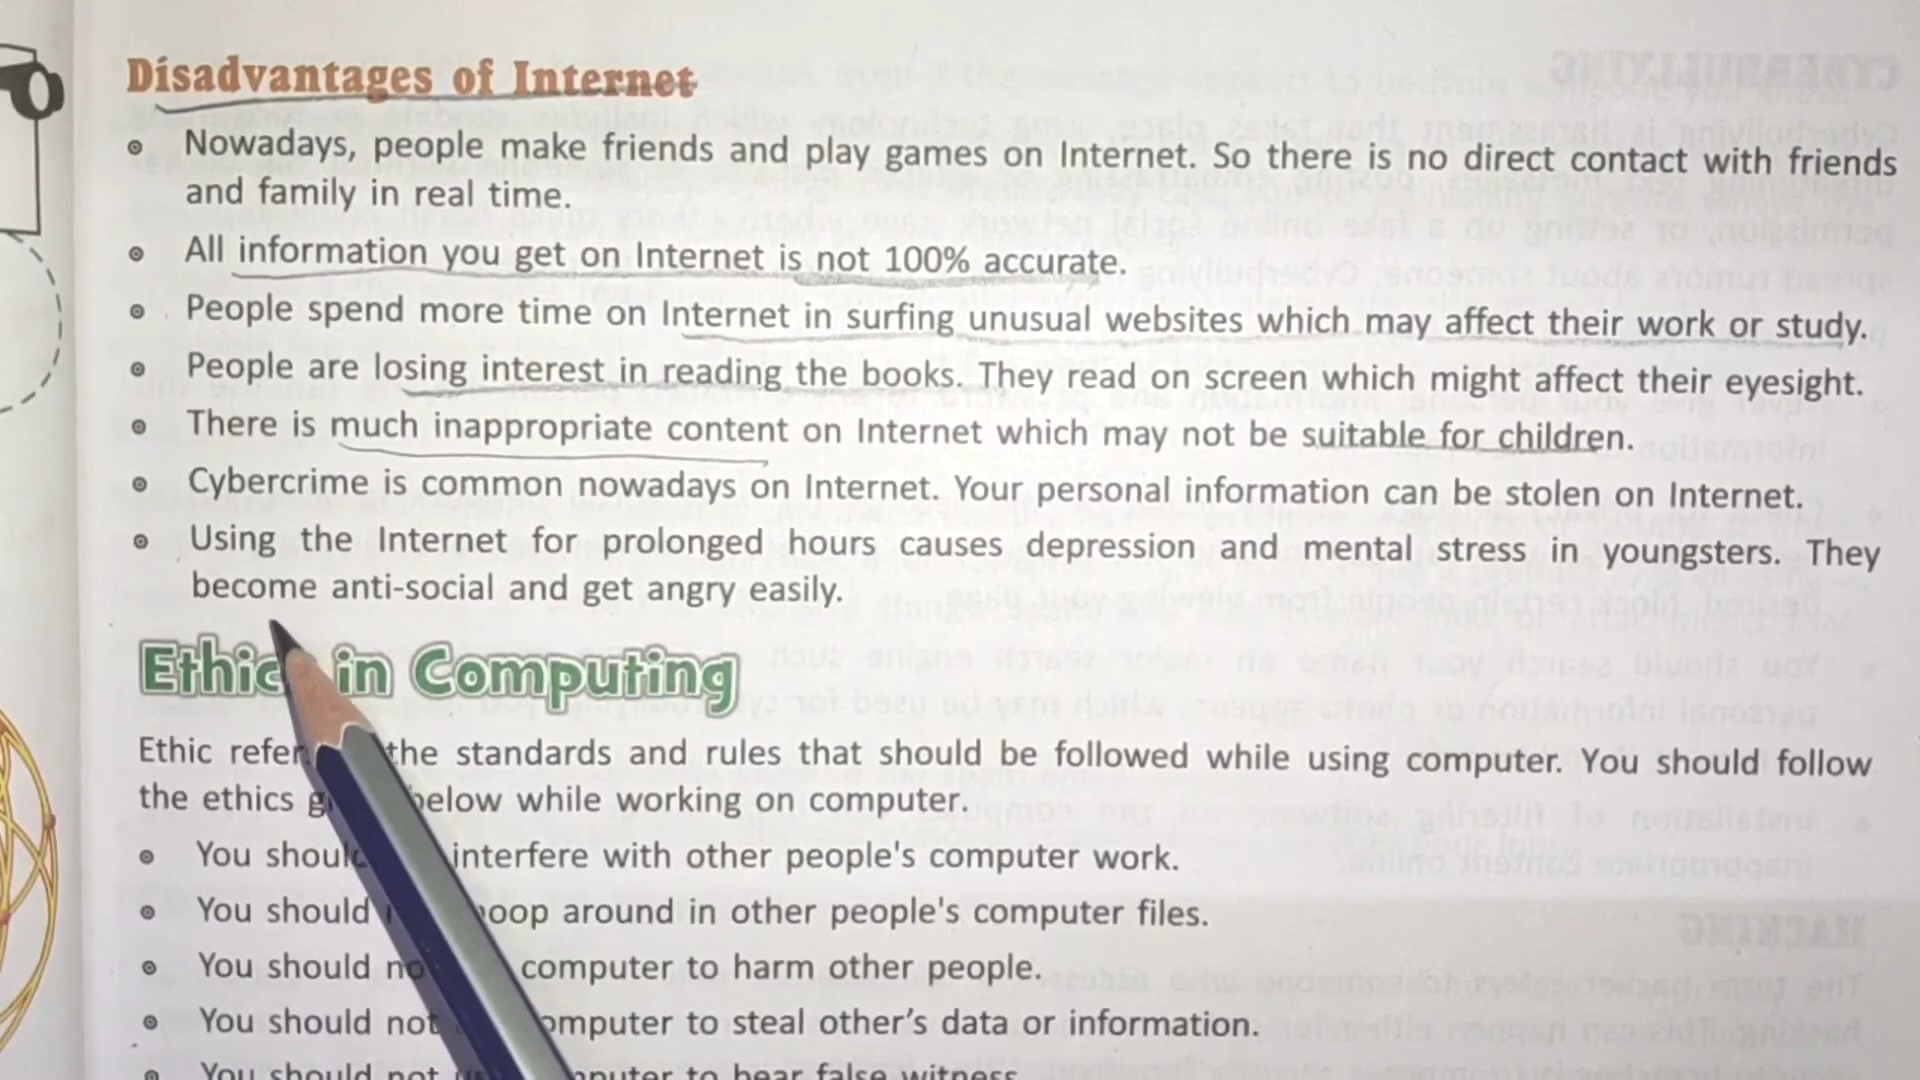 Disadvantages of Internet
Nowadays, people make friends and play games on Internet. So there is no direct contact with friends
and family in real time.
All information you get on Internet is not 100% accurate.
People spend more time on Internet in surfing unusual websites which may affect their work or study.
People are losing interest in reading the books. They read on screen which might affect their eyesight.
There is much inappropriate content on Internet which may not be suitable for children.
Cybercrime is common nowadays on Internet. Your personal information can be stolen on Internet.
Using the Internet for prolonged hours causes depression and mental stress in youngsters. They
become anti-social and get angry easily.
Ethic in Computing
Ethic the standards and rules that should be followed while using computer. You should follow
the ethics below while working on computer.
You interfere with other people's computer work.
You should around in other people's computer files.
You should computer to harm other people.
You should not computer to steal other's data or information.
You should not to bear false witness